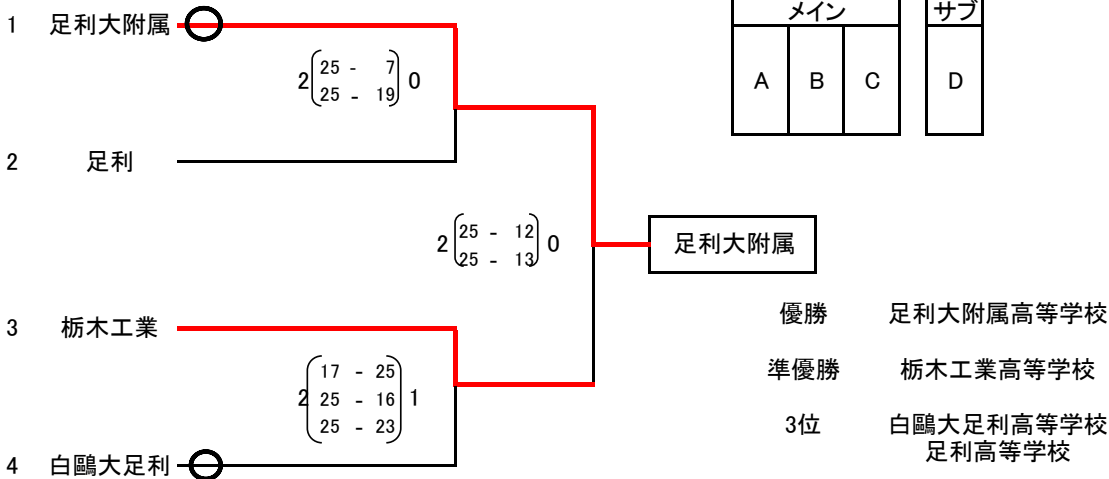 メイン サブ
A B C D
1 足利大附属
2 25 - 7 0
25 - 19
2 足利
2 25 - 12 0
25 - 13
足利大附属
3 栃木工業
17 - 25
2 25 - 16 1
25 - 23
4 白鷗大足利
優勝 足利大附属高等学校
準優勝 栃木工業高等学校
3位 白鷗大足利高等学校
足利高等学校